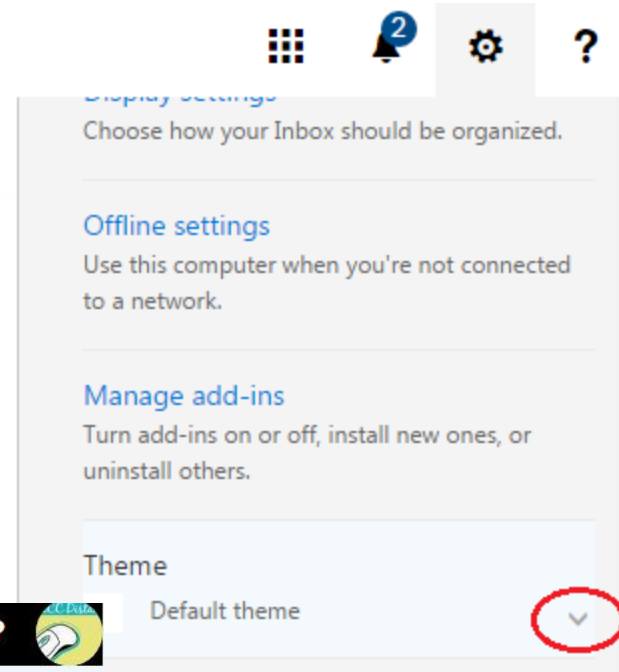 2
?
Display settings
Choose how your Inbox should be organized.
Offline settings
Use this computer when you're not connected
to a network.
Manage add-ins
Turn add-ins on or off, install new ones, or
uninstall others.
Theme
Default theme